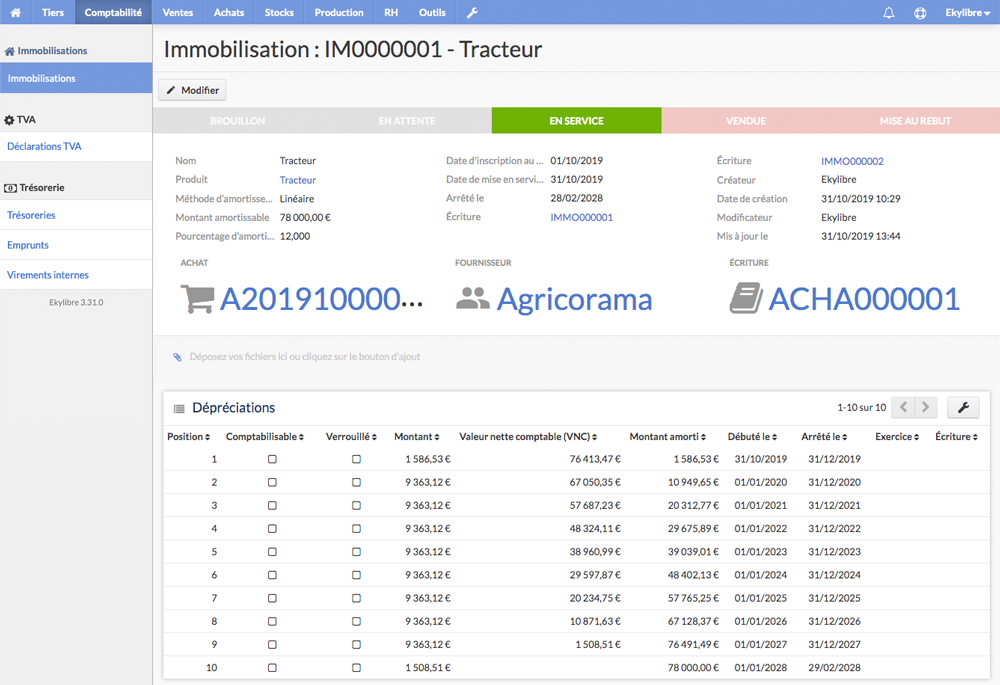 Tiers Comptabilité Ventes Achats Stocks Production RH Outils Ekylibre
Immobilisations
Immobilisations
TVA
Déclarations TVA
Trésorerie
Trésoreries
Emprunts
Virements internes
Ekylibre 3.31.0
Immobilisation : IM0000001 - Tracteur
Modifier
BROUILLON EN ATTENTE EN SERVICE VENDUE MISE AU REBUT
Nom Tracteur Date d'inscription au ... 01/10/2019 Écriture IMMO000002
Produit Tracteur Date de mise en servi... 31/10/2019 Créateur Ekylibre
Méthode d'amortisse... Linéaire Arrêté le 28/02/2028 Date de création 31/10/2019 10:29
Montant amortissable 78 000,00 € Écriture IMMO000001 Modificateur Ekylibre
Pourcentage d'amorti... 12,000 Mis à jour le 31/10/2019 13:44
ACHAT FOURNISSEUR ÉCRITURE
A201910000... Agricorama ACHA000001
Déposez vos fichiers ici ou cliquez sur le bouton d'ajout
Dépréciations 1-10 sur 10
Position Comptabilisable Verrouillé Montant Valeur nette comptable (VNC) Montant amorti Débuté le Arrêté le Exercice Écriture
1 1 586,53 € 76 413,47 € 1 586,53 € 31/10/2019 31/12/2019
2 9 363,12 € 67 050,35 € 10 949,65 € 01/01/2020 31/12/2020
3 9 363,12 € 57 687,23 € 20 312,77 € 01/01/2021 31/12/2021
4 9 363,12 € 48 324,11 € 29 675,89 € 01/01/2022 31/12/2022
5 9 363,12 € 38 960,99 € 39 039,01 € 01/01/2023 31/12/2023
6 9 363,12 € 29 597,87 € 48 402,13 € 01/01/2024 31/12/2024
7 9 363,12 € 20 234,75 € 57 765,25 € 01/01/2025 31/12/2025
8 9 363,12 € 10 871,63 € 67 128,37 € 01/01/2026 31/12/2026
9 9 363,12 € 1 508,51 € 76 491,49 € 01/01/2027 31/12/2027
10 1 508,51 € 78 000,00 € 01/01/2028 29/02/2028